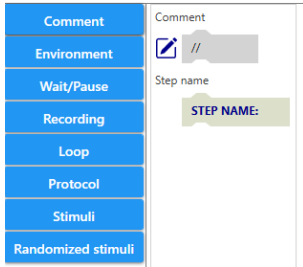 Comment
Environment
Wait/Pause
Recording
Loop
Protocol
Stimuli
Randomized stimuli
Comment
//
Step name
STEP NAME: